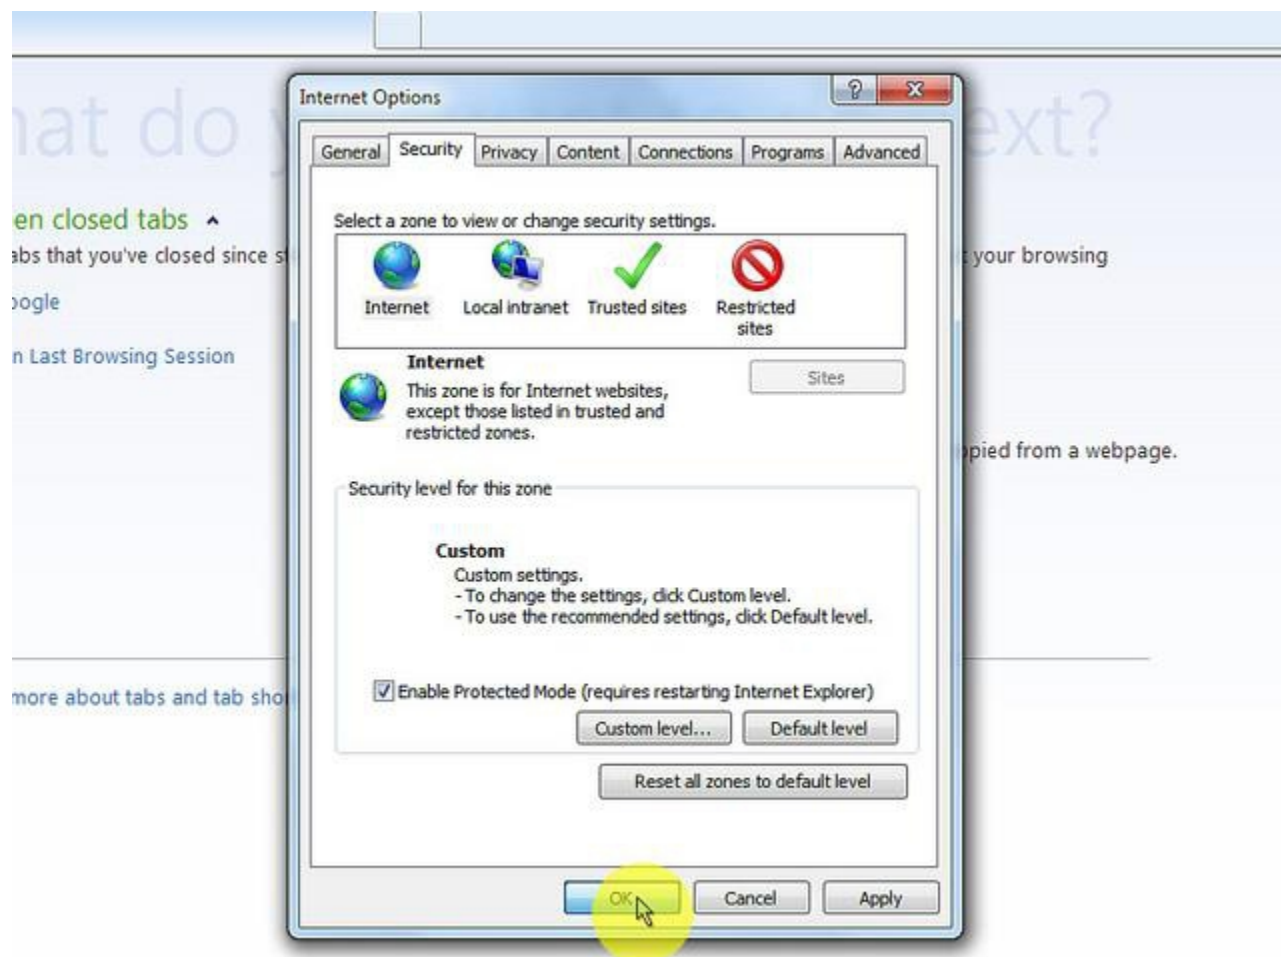 hat do y
ext?
Internet Options
General Security Privacy Content Connections Programs Advanced
en closed tabs
abs that you've closed since st
your browsing
oogle
n Last Browsing Session
Select a zone to view or change security settings.
Internet
Local intranet
Trusted sites
Restricted
sites
Internet
Sites
This zone is for Internet websites,
except those listed in trusted and
restricted zones.
opied from a webpage.
Security level for this zone
Custom
Custom settings.
- To change the settings, click Custom level.
- To use the recommended settings, click Default level.
Enable Protected Mode (requires restarting Internet Explorer)
more about tabs and tab sho
Custom level... Default level
Reset all zones to default level
OK Cancel Apply